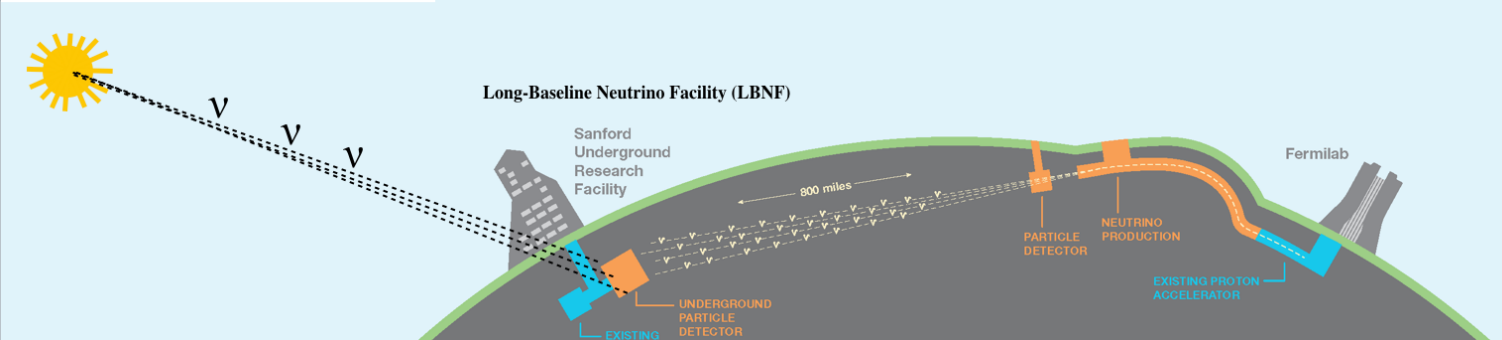 ν
ν
ν
Long-Baseline Neutrino Facility (LBNF)
Sanford
Underground
Research
Facility
800 miles
Fermilab
PARTICLE
DETECTOR
NEUTRINO
PRODUCTION
EXISTING PROTON
ACCELERATOR
UNDERGROUND
PARTICLE
DETECTOR
EXISTING